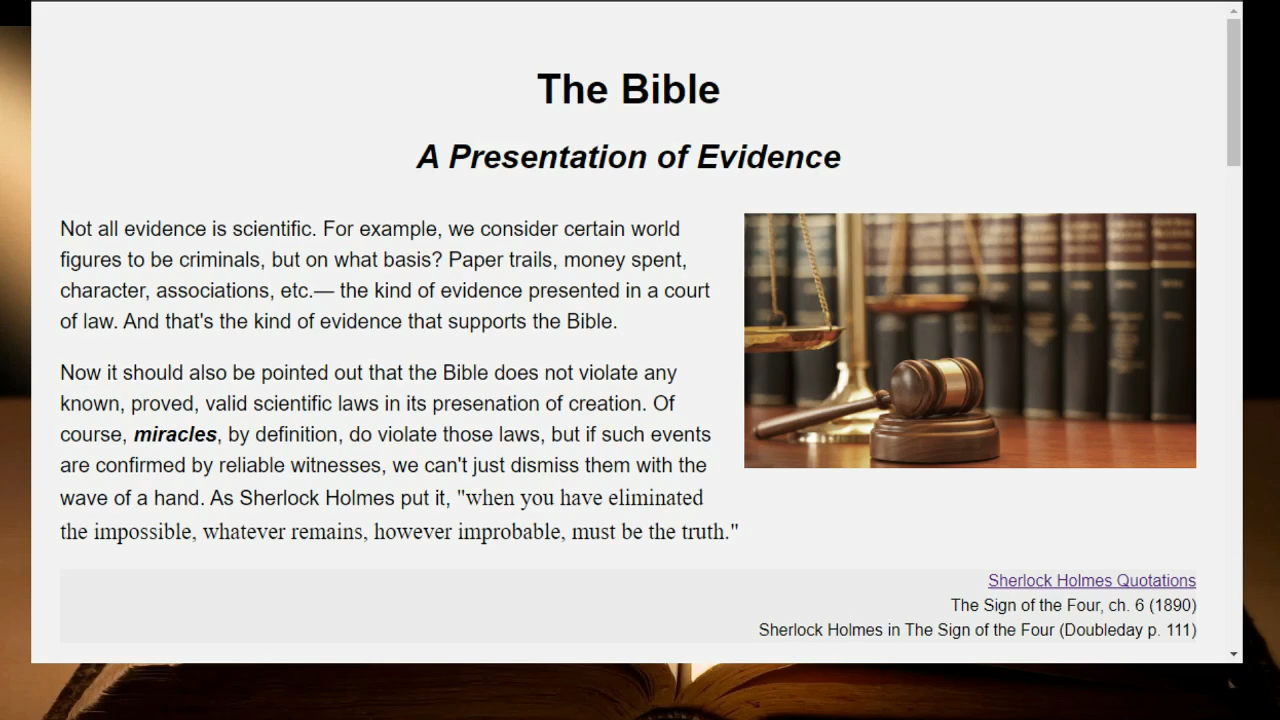 The Bible
A Presentation of Evidence
Not all evidence is scientific. For example, we consider certain world
figures to be criminals, but on what basis? Paper trails, money spent,
character, associations, etc.— the kind of evidence presented in a court
of law. And that's the kind of evidence that supports the Bible.
Now it should also be pointed out that the Bible does not violate any
known, proved, valid scientific laws in its presenation of creation. Of
course, miracles, by definition, do violate those laws, but if such events
are confirmed by reliable witnesses, we can't just dismiss them with the
wave of a hand. As Sherlock Holmes put it, "when you have eliminated
the impossible, whatever remains, however improbable, must be the truth."
Sherlock Holmes Quotations
The Sign of the Four, ch. 6 (1890)
Sherlock Holmes in The Sign of the Four (Doubleday p. 111)